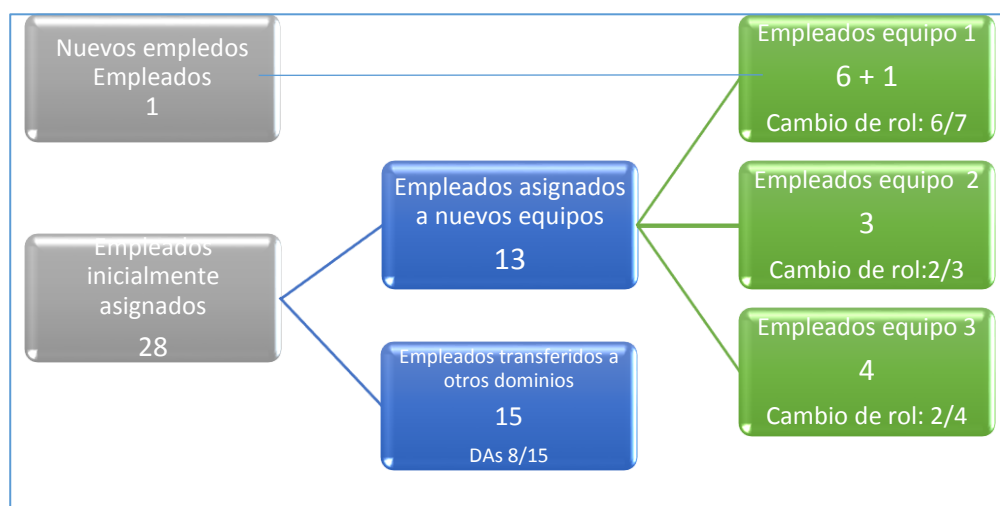 Nuevos empledos
Empleados
1
Empleados
inicialmente
asignados
28
Empleados asignados
a nuevos equipos
13
Empleados transferidos a
otros dominios
15
DAs 8/15
Empleados equipo 1
6 + 1
Cambio de rol: 6/7
Empleados equipo  2
3
Cambio de rol:2/3
Empleados equipo 3
4
Cambio de rol: 2/4